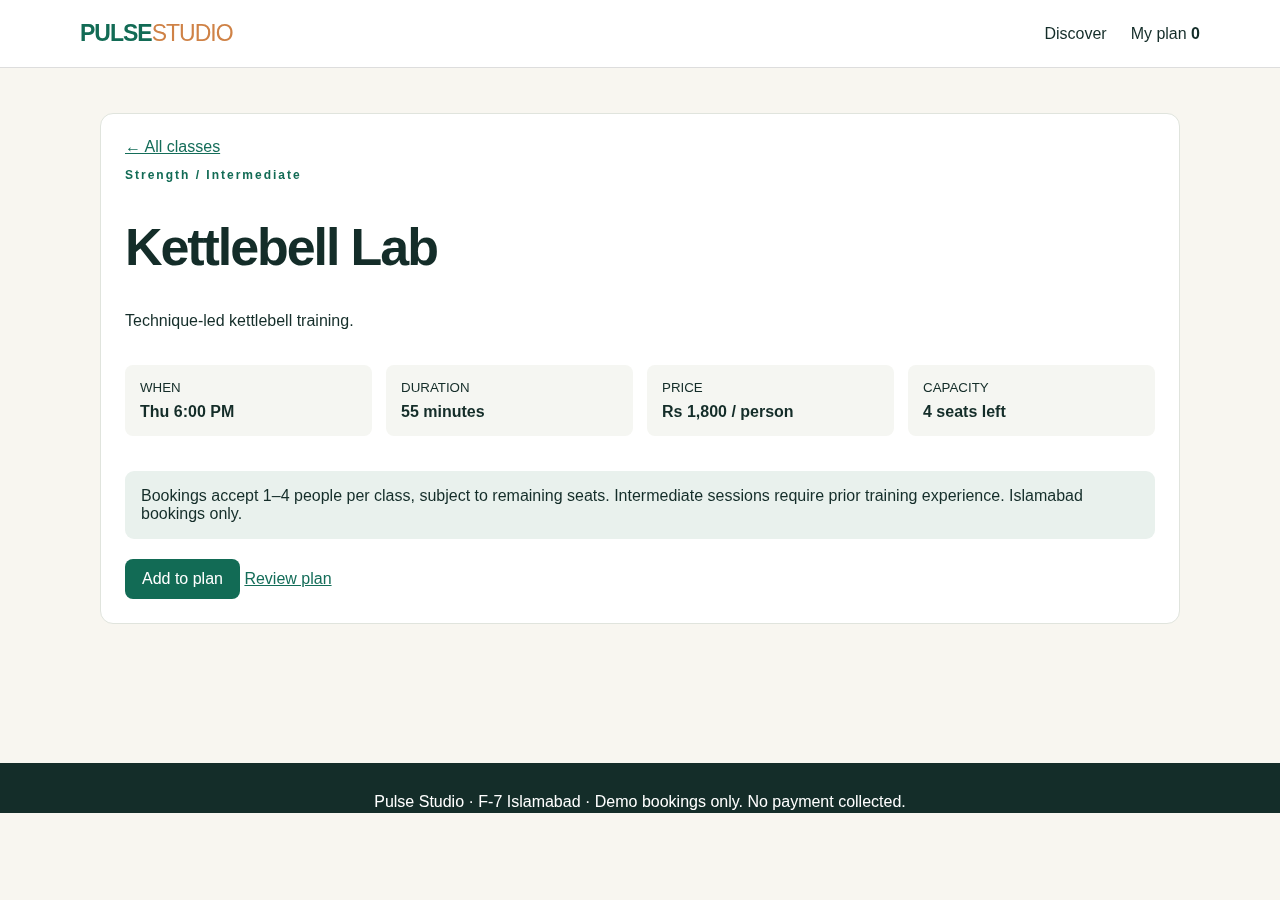 PULSESTUDIO
Discover
My plan 0
← All classes
Strength / Intermediate
Kettlebell Lab
Technique-led kettlebell training.
WHEN
Thu 6:00 PM
DURATION
55 minutes
PRICE
Rs 1,800 / person
CAPACITY
4 seats left
Bookings accept 1–4 people per class, subject to remaining seats. Intermediate sessions require prior training experience. Islamabad
bookings only.
Add to plan
Review plan
Pulse Studio · F-7 Islamabad · Demo bookings only. No payment collected.